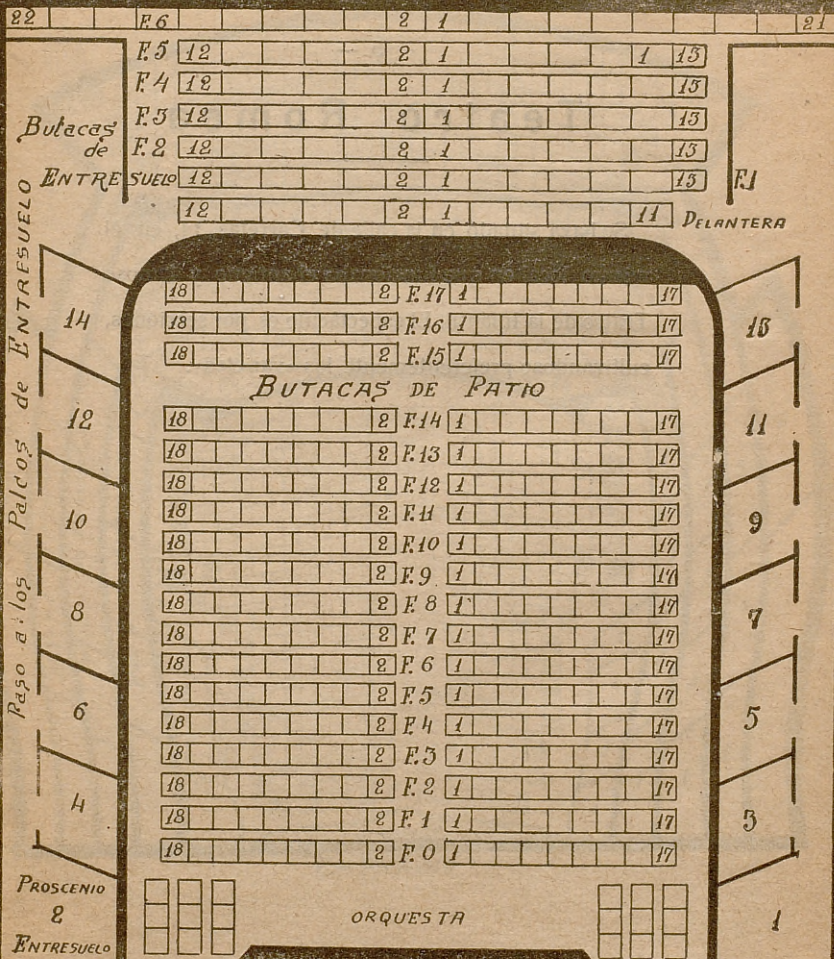 22 F.6 2 1 21
F.5 12 2 1 1 13
F.4 12 2 1 13
F.3 12 2 1 13
Butacas
de
ENTRESUELO
F.2 12 2 1 13
12 2 1 13 F.1
12 2 1 11 DELANTERA
Paso a los Palcos de ENTRESUELO
18 2 F.17 1 17
14
18 2 F.16 1 17
13
18 2 F.15 1 17
BUTACAS DE PATIO
12
18 2 F.14 1 17
11
18 2 F.13 1 17
18 2 F.12 1 17
18 2 F.11 1 17
10
9
18 2 F.10 1 17
18 2 F.9 1 17
18 2 F.8 1 17
8
7
18 2 F.7 1 17
18 2 F.6 1 17
18 2 F.5 1 17
6
5
18 2 F.4 1 17
18 2 F.3 1 17
18 2 F.2 1 17
4
3
18 2 F.1 1 17
18 2 F.0 1 17
PROSCENIO
2
ENTRESUELO
ORQUESTA
1